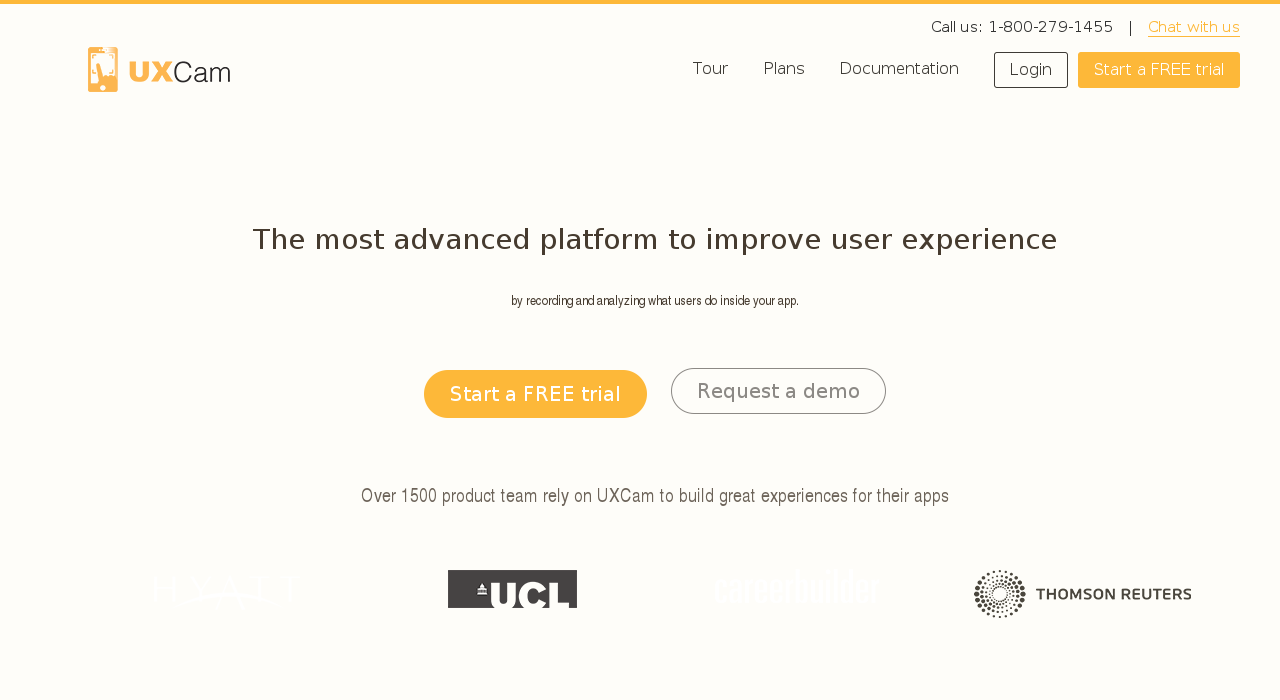 Call us: 1-800-279-1455 | Chat with us
UXCam
Tour Plans Documentation Login Start a FREE trial
The most advanced platform to improve user experience
by recording and analyzing what users do inside your app.
Start a FREE trial Request a demo
Over 1500 product team rely on UXCam to build great experiences for their apps
UCL THOMSON REUTERS